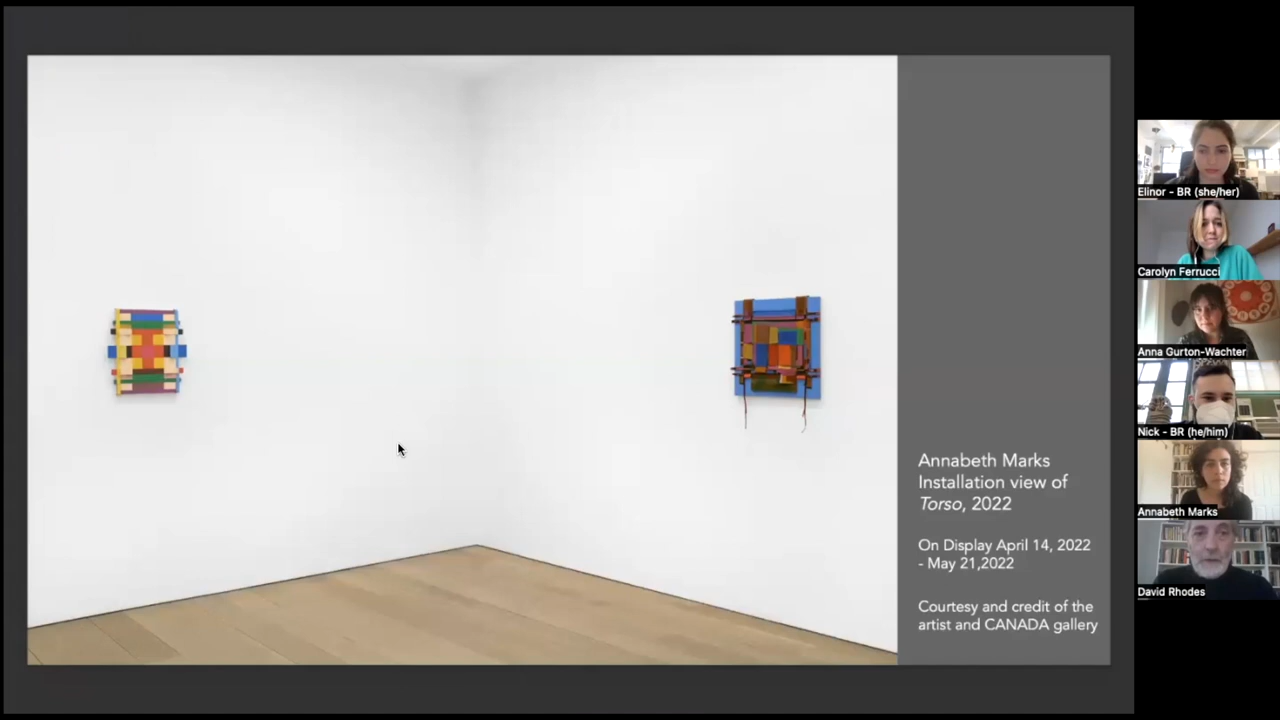 Annabeth Marks
Installation view of
Torso, 2022
On Display April 14, 2022
- May 21,2022
Courtesy and credit of the
artist and CANADA gallery
Elinor - BR (she/her)
Carolyn Ferrucci
Anna Gurton-Wachter
Nick - BR (he/him)
Annabeth Marks
David Rhodes